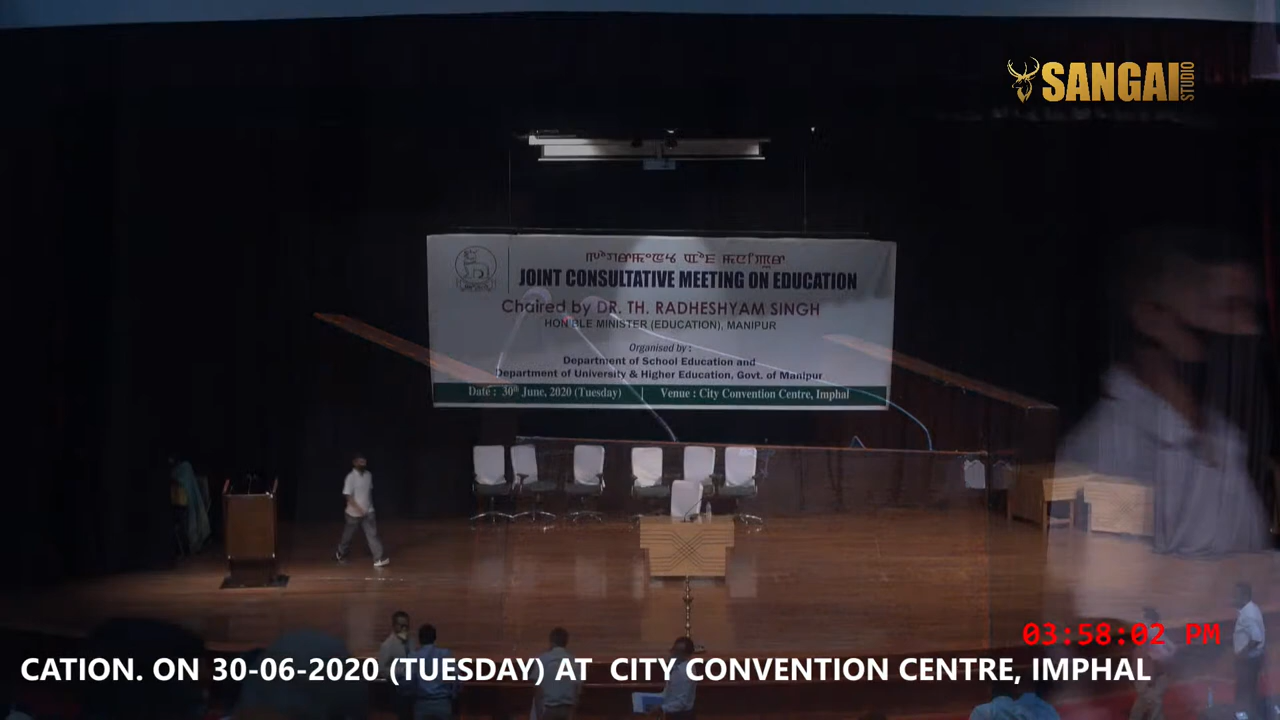 SANGAI STUDIO
JOINT CONSULTATIVE MEETING ON EDUCATION
Chaired by DR. TH. RADHESHYAM SINGH
HON'BLE MINISTER (EDUCATION), MANIPUR
Organised by :
Department of School Education and
Department of University & Higher Education, Govt. of Manipur
Date : 30th June, 2020 (Tuesday) | Venue : City Convention Centre, Imphal
03:58:02 PM
CATION. ON 30-06-2020 (TUESDAY) AT CITY CONVENTION CENTRE, IMPHAL